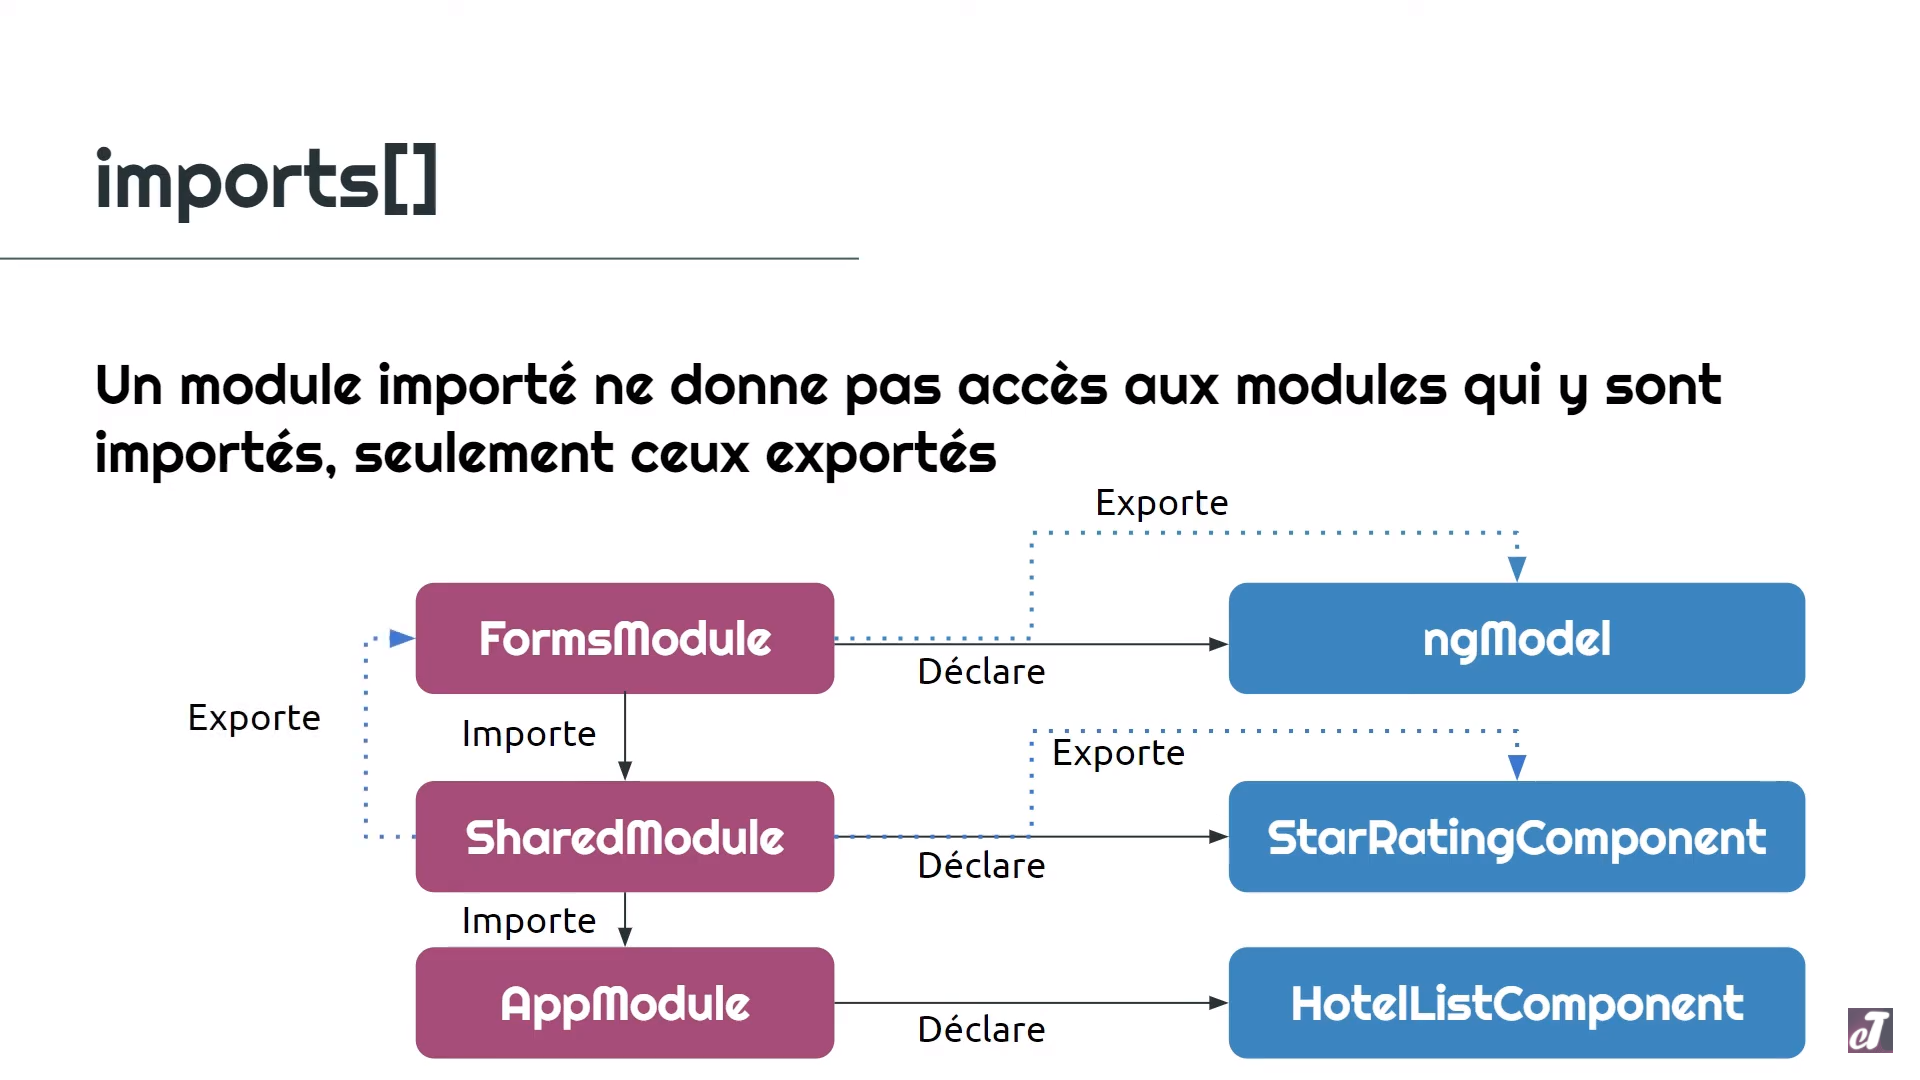 imports[]
Un module importé ne donne pas accès aux modules qui y sont
importés, seulement ceux exportés
Exporte
FormsModule
ngModel
Déclare
Exporte
Importe
Exporte
SharedModule
StarRatingComponent
Déclare
Importe
AppModule
HotelListComponent
Déclare
eT